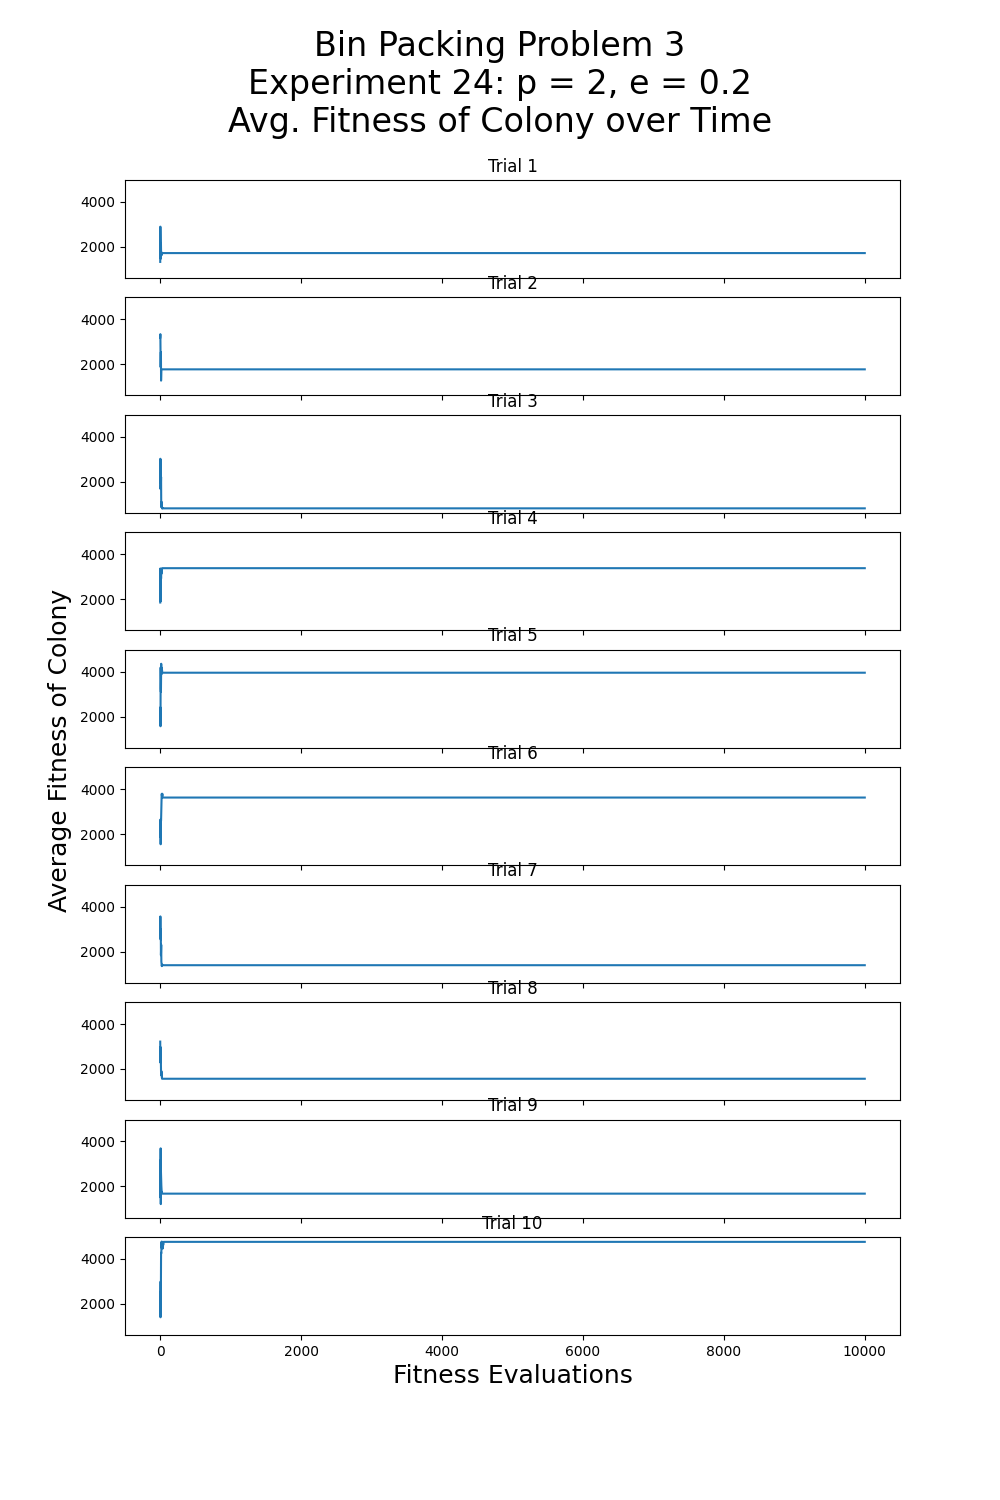 Bin Packing Problem 3
Experiment 24: p = 2, e = 0.2
Avg. Fitness of Colony over Time
Trial 1
4000
2000
Trial 2
4000
2000
Trial 3
4000
2000
Trial 4
4000
2000
Trial 5
4000
2000
Trial 6
4000
2000
Trial 7
4000
2000
Trial 8
4000
2000
Trial 9
4000
2000
Trial 10
4000
2000
0 2000 4000 6000 8000 10000
Fitness Evaluations
Average Fitness of Colony